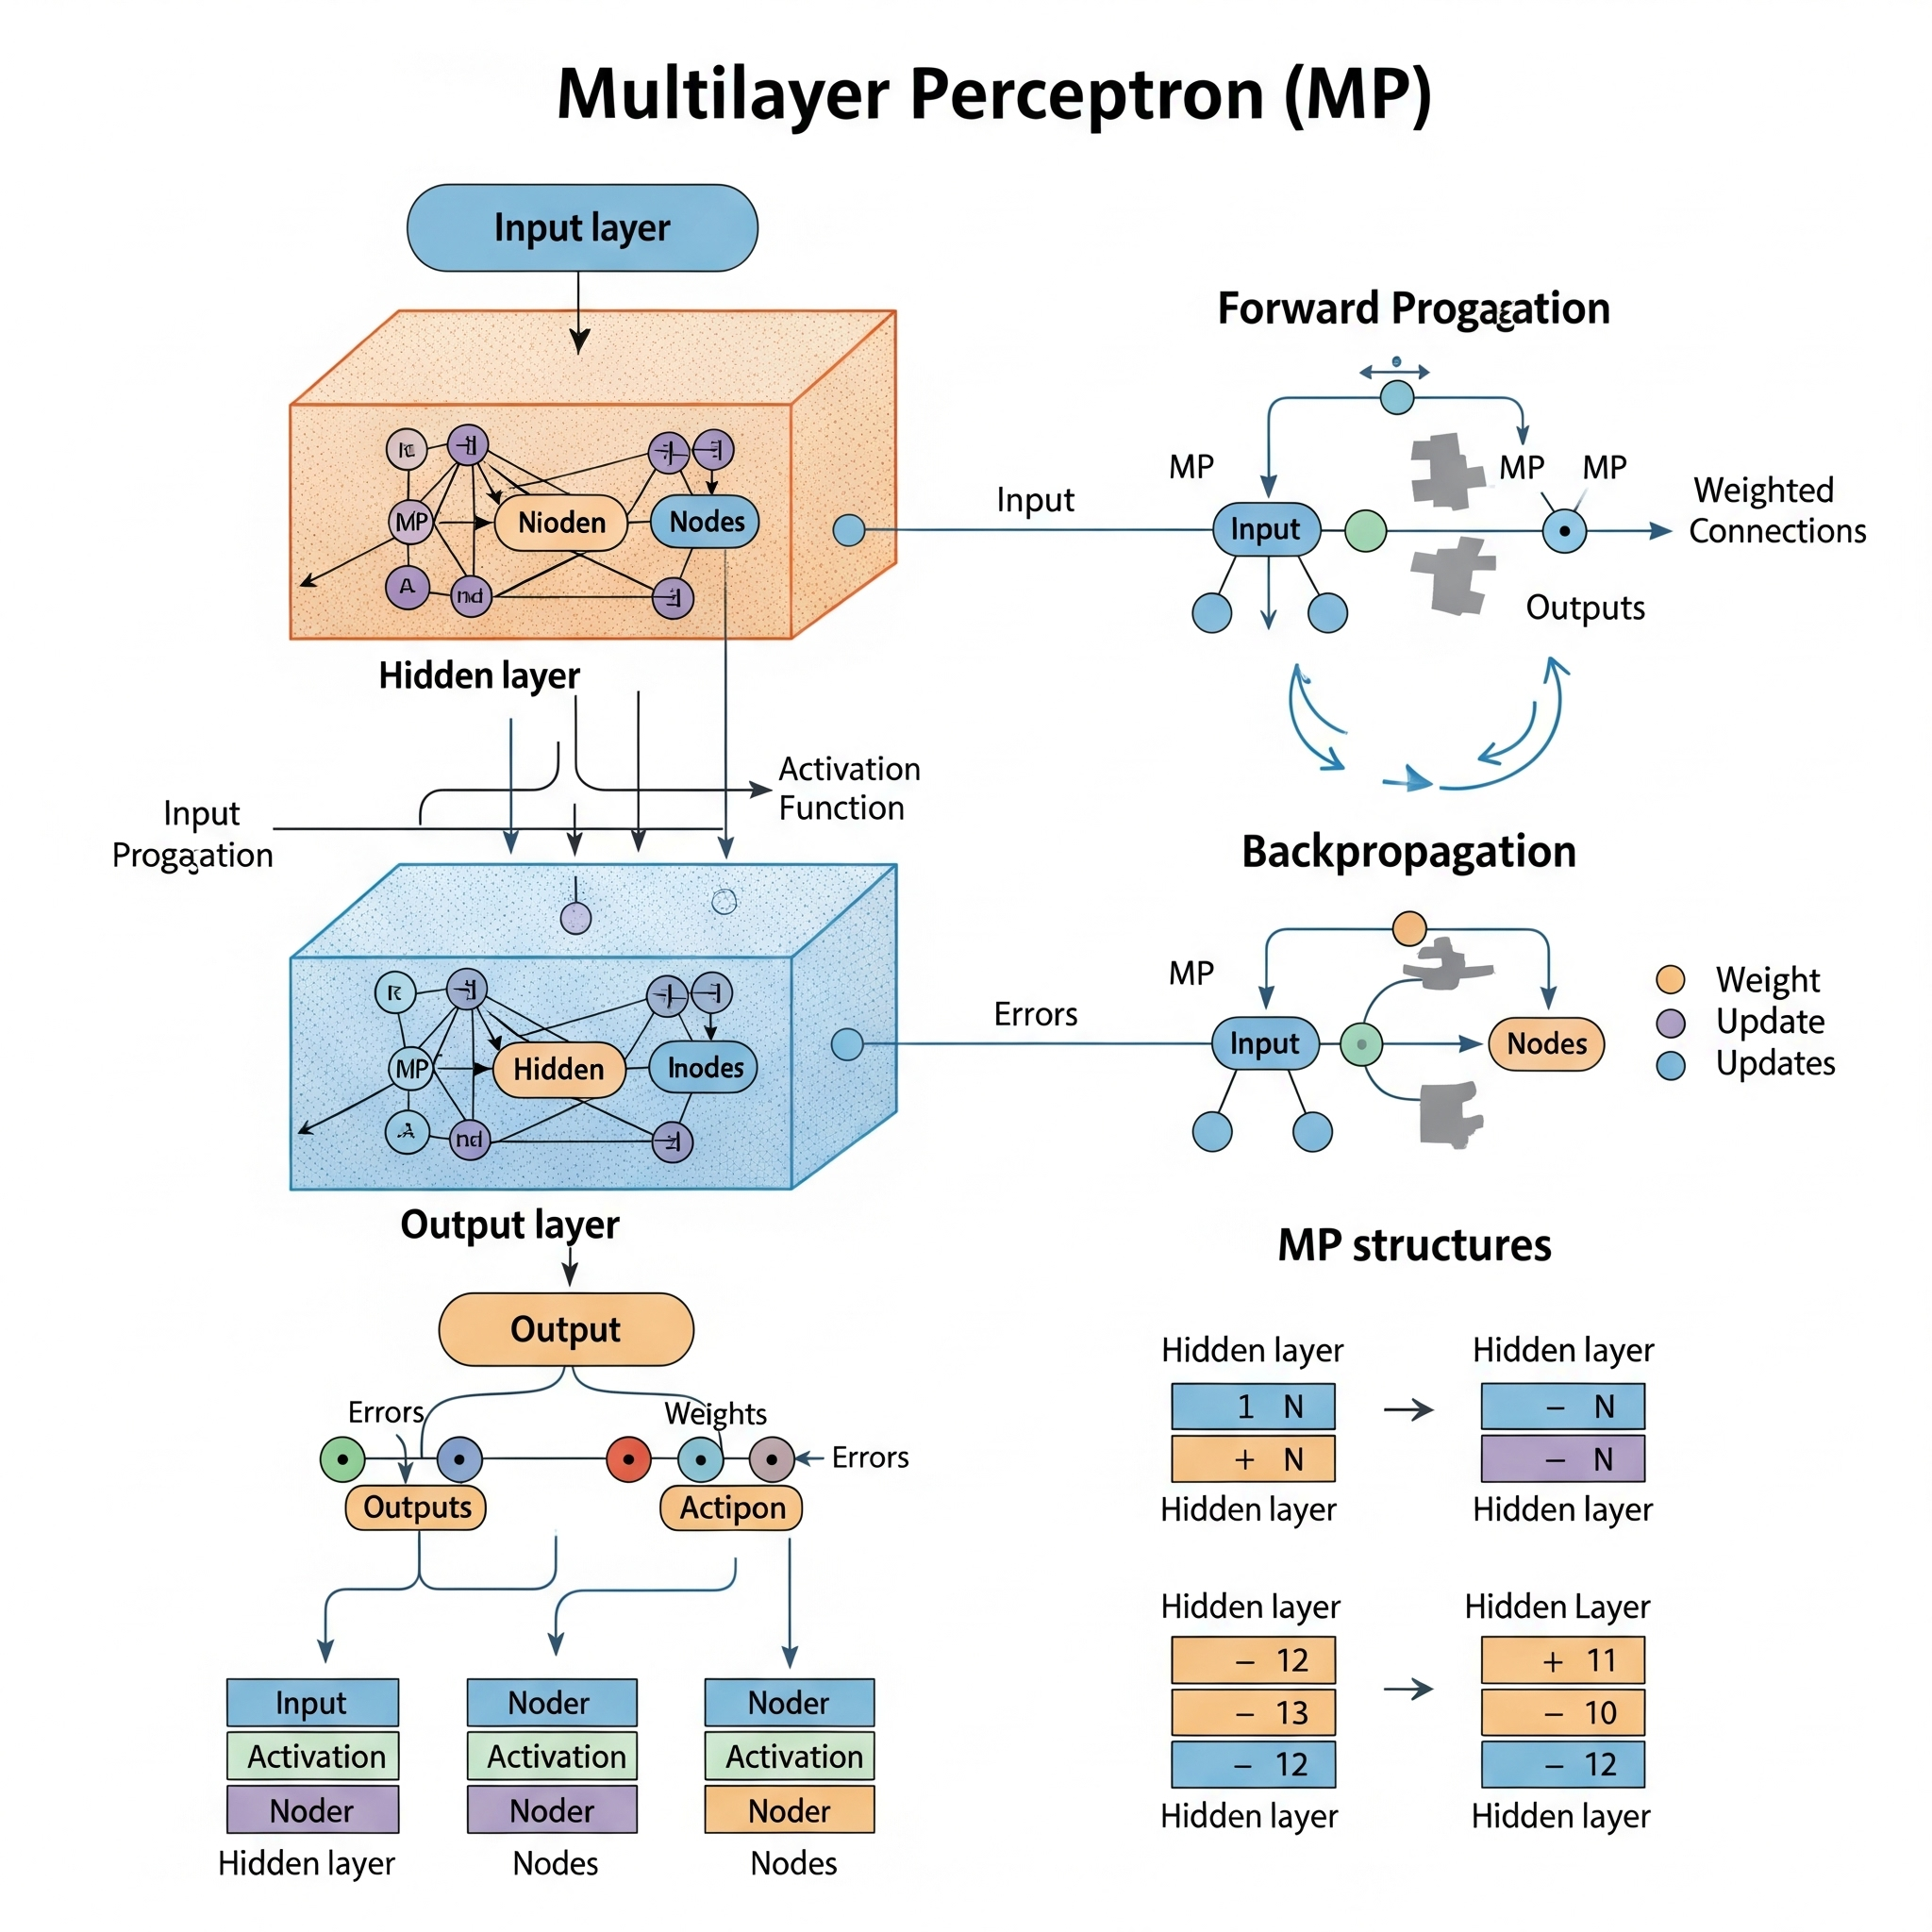 Multilayer Perceptron (MP)
Input layer
MP
Nioden
Nodes
A
nd
Hidden layer
Activation
Function
Input
Forward
Input
MP
MP
MP
Input
Weighted
Connections
Outputs
Backpropagation
Errors
MP
Input
Nodes
Weight
Update
Updates
MP
Hidden
Inodes
A
nd
Output layer
Output
Errors
Weights
Errors
Outputs
Actipon
Input
Activation
Noder
Hidden layer
Noder
Activation
Noder
Nodes
Noder
Activation
Noder
Nodes
MP structures
Hidden layer
1 N
+ N
Hidden layer
Hidden layer
– N
– N
Hidden layer
Hidden layer
– 12
– 13
– 12
Hidden layer
Hidden Layer
+ 11
– 10
– 12
Hidden layer